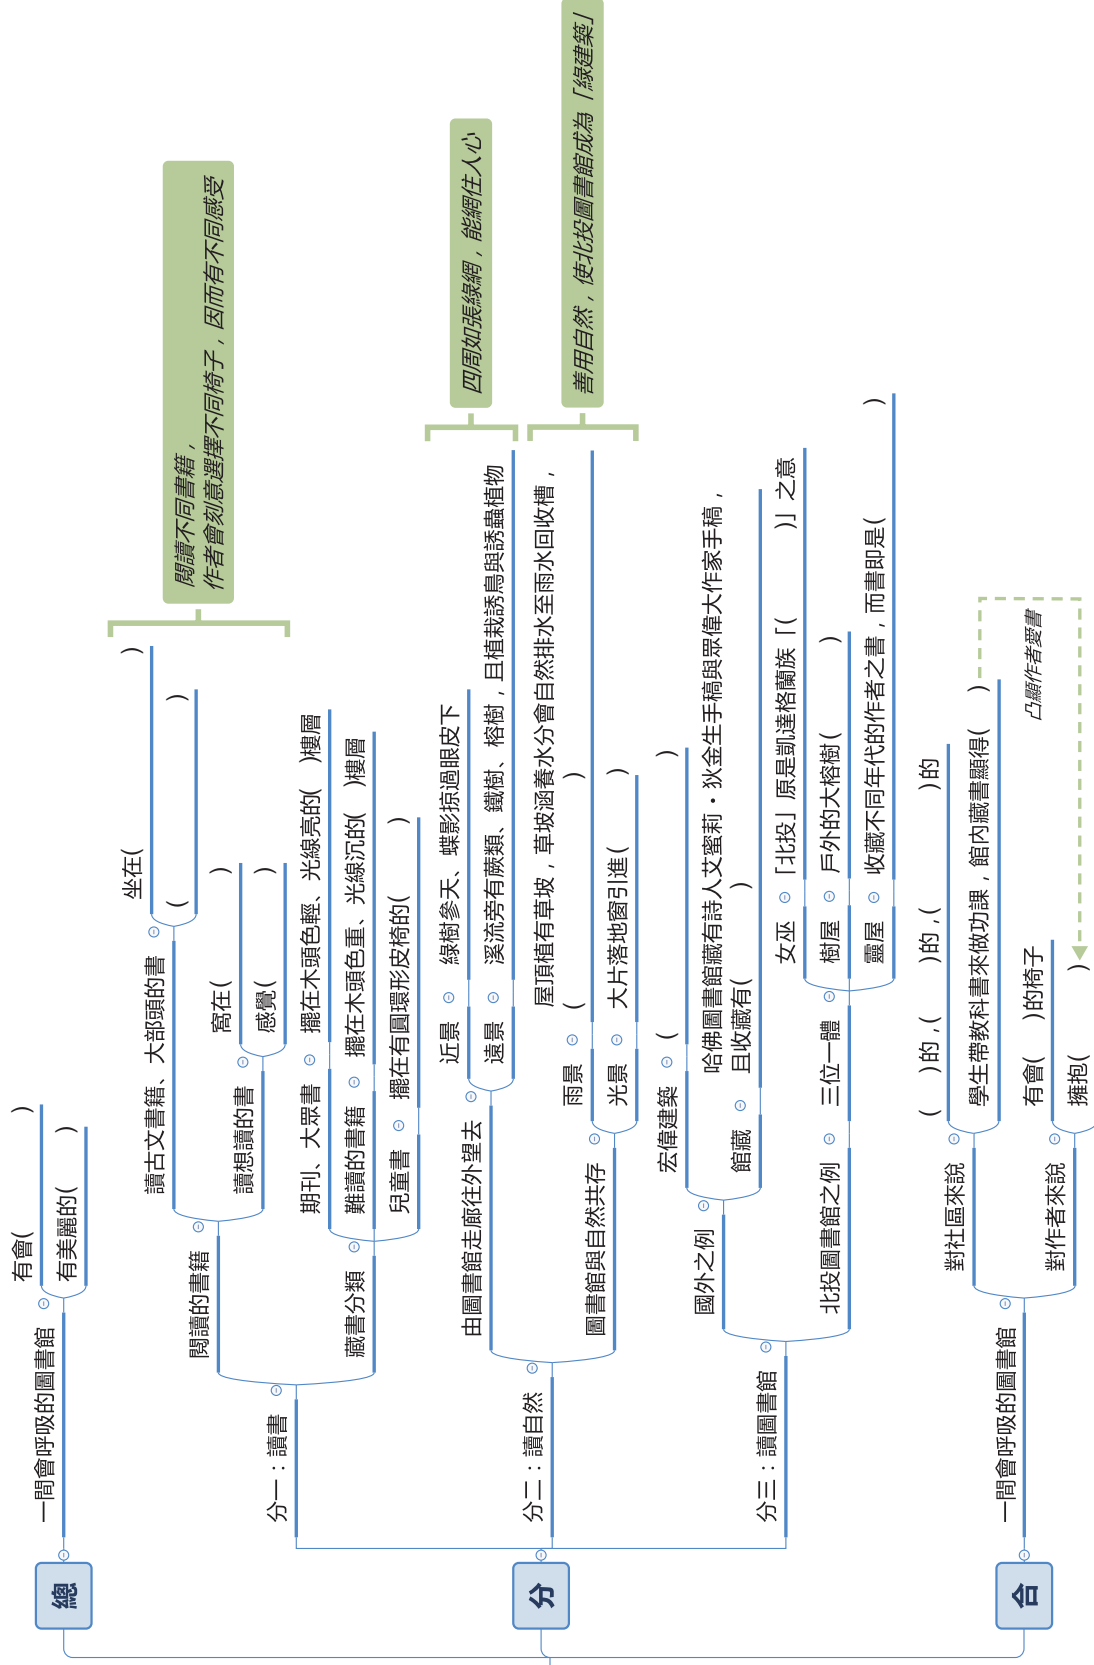 總
一間會呼吸的圖書館
有會(　　　　　)
有美麗的(　　)
分
分一：讀書
閱讀的書籍
讀古文書籍、大部頭的書
坐在(　　　　　　　　)
(　　　　　　　　)
讀想讀的書
窩在(　　　　)
感覺(　　　　)
閱讀不同書籍，
作者會刻意選擇不同椅子，因而有不同感受
藏書分類
期刊、大眾書
擺在木頭色輕、光線亮的(　)樓層
難讀的書籍
擺在木頭色重、光線沉的(　)樓層
兒童書
擺在有圓環形皮椅的(　　　)
分二：讀自然
由圖書館走廊往外望去
近景
綠樹參天、蝶影掠過眼皮下
遠景
溪流旁有蕨類、鐵樹、榕樹，且植栽誘鳥與誘蟲植物
四周如張綠網，能網住人心
圖書館與自然共存
雨景
屋頂植有草坡，草坡涵養水分會自然排水至雨水回收槽，
(　　　　　　　　　　)
光景
大片落地窗引進(　　　)
善用自然，使北投圖書館成為「綠建築」
分三：讀圖書館
國外之例
宏偉建築
(　　　　　　　　　　　　)
館藏
哈佛圖書館藏有詩人艾蜜莉・狄金生手稿與眾偉大作家手稿，
且收藏有(　　　　)
北投圖書館之例
三位一體
女巫
「北投」原是凱達格蘭族「(　　　　)」之意
樹屋
戶外的大榕樹(　　　　)
靈屋
收藏不同年代的作者之書，而書即是(　　　　　)
合
一間會呼吸的圖書館
對社區來說
(　　　　)的，(　　)的，(　　　　　)的
學生帶教科書來做功課，館內藏書顯得(　)
對作者來說
有會(　)的椅子
擁抱(　　　　)
凸顯作者愛書